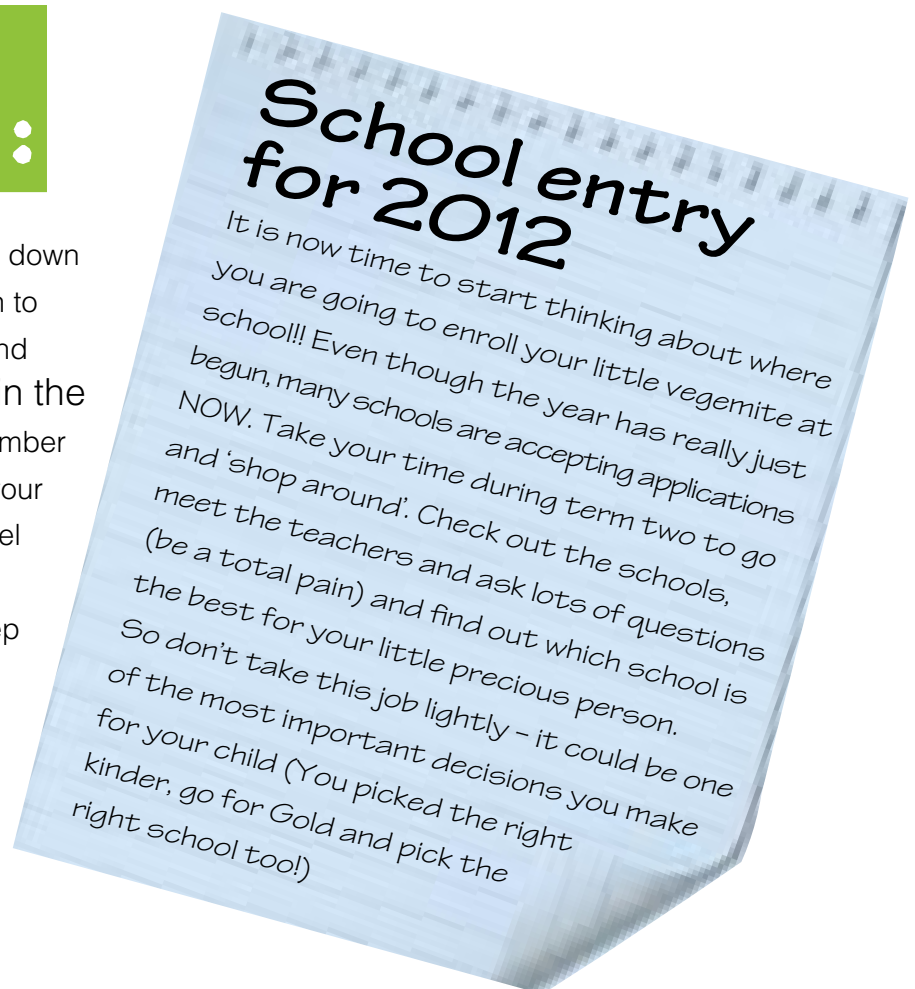 :
down
to
nd
n the
mber
our
el
ep
School entry
for 2012
It is now time to start thinking about where
you are going to enroll your little vegemite at
school!! Even though the year has really just
begun, many schools are accepting applications
NOW. Take your time during term two to go
and ‘shop around’. Check out the schools,
meet the teachers and ask lots of questions
(be a total pain) and find out which school is
the best for your little precious person.
So don’t take this job lightly – it could be one
of the most important decisions you make
for your child (You picked the right
kinder, go for Gold and pick the
right school too!)